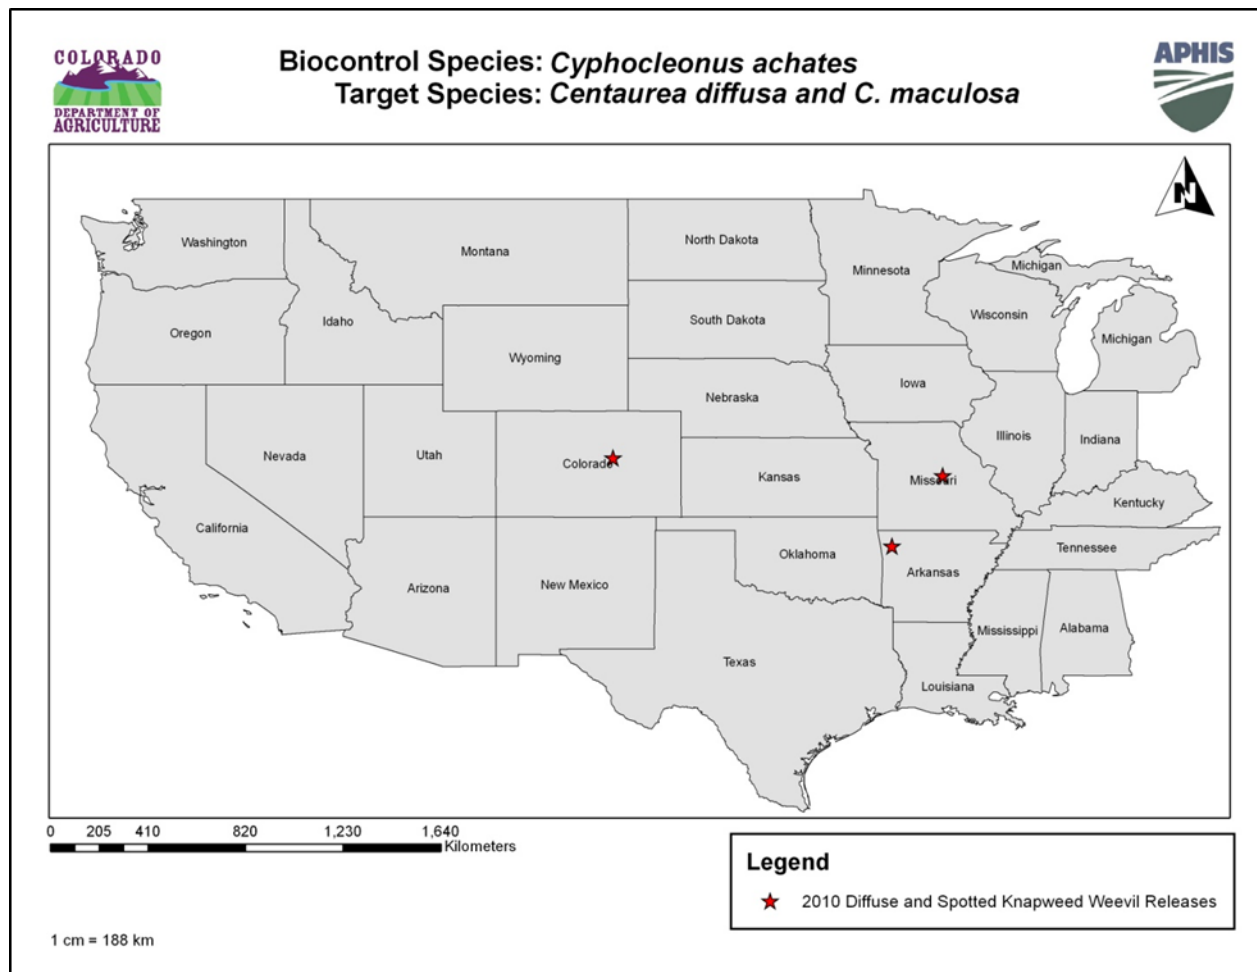 COLORADO
DEPARTMENT OF
AGRICULTURE
Biocontrol Species: Cyphocleonus achates
Target Species: Centaurea diffusa and C. maculosa
APHIS
N
Washington
Montana
North Dakota
Minnesota
Michigan
Oregon
Idaho
South Dakota
Wisconsin
Michigan
Wyoming
Iowa
Nebraska
Nevada
Utah
Colorado
Kansas
Missouri
Illinois
Indiana
California
Kentucky
Arizona
New Mexico
Oklahoma
Arkansas
Tennessee
Texas
Mississippi
Alabama
Louisiana
0 205 410 820 1,230 1,640
Kilometers
Legend
2010 Diffuse and Spotted Knapweed Weevil Releases
1 cm = 188 km